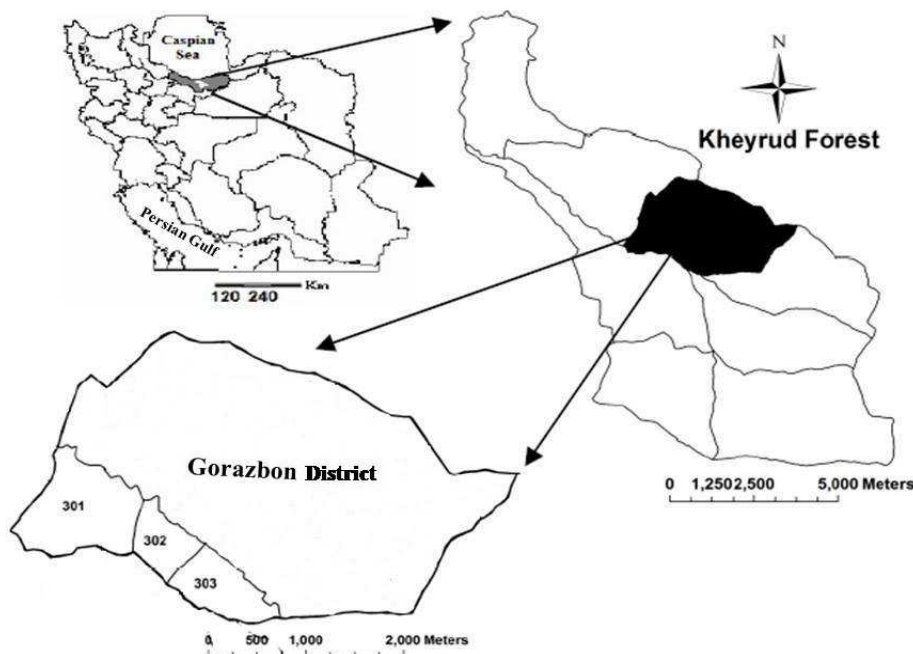 Caspian
Sea
Persian Gulf
Km
120 240
N
Kheyrud Forest
0 1,250 2,500 5,000 Meters
Gorazbon District
301
302
303
0 500 1,000 2,000 Meters